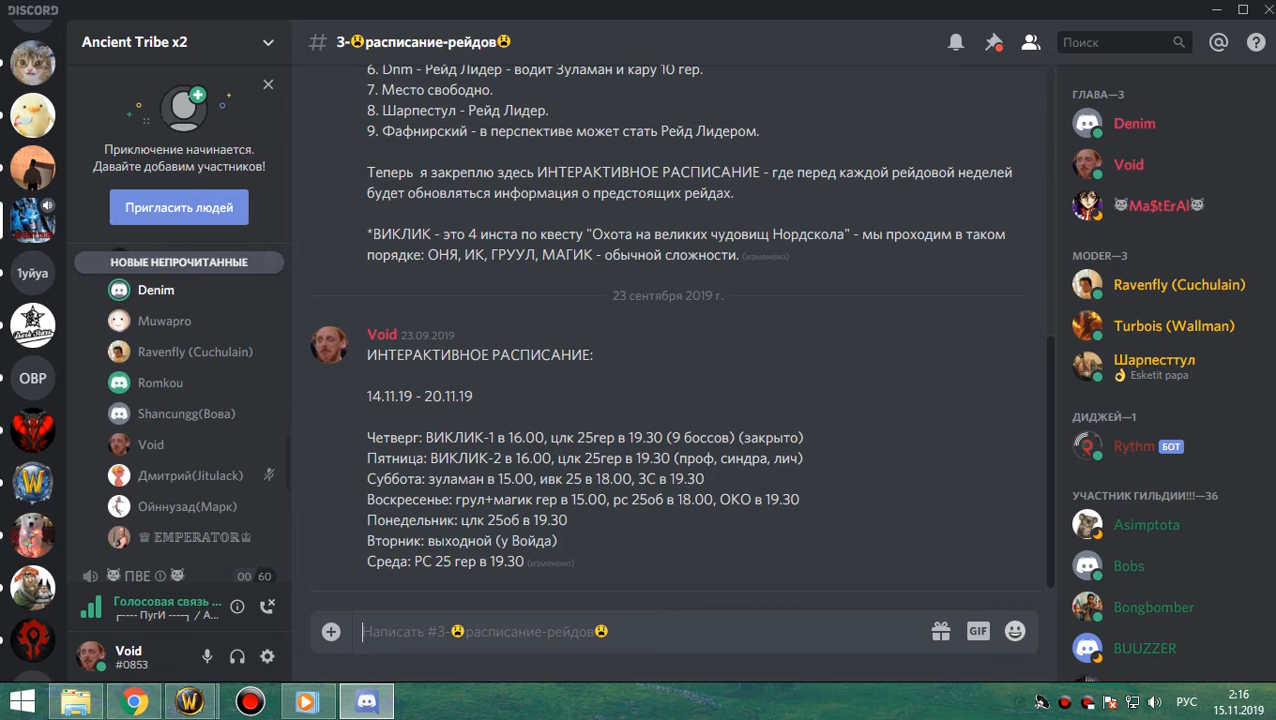 DISCORD
Ancient Tribe x2
Приключение начинается.
Давайте добавим участников!
Пригласить людей
НОВЫЕ НЕПРОЧИТАННЫЕ
Denim
Muwapro
Ravenfly (Cuchulain)
Romkou
Shancungg(Вова)
Void
Дмитрий(Jitulack)
Ойннузад(Марк)
♕ EMPERATOR♔
😼 ПВЕ ① 😼 00 60
Голосовая связь ...
┌---- ПугИ ----┐ / А...
Void
#0853
1уйуа
OBP
# 3-😫расписание-рейдов😫
Поиск
6. Dnm - Рейд Лидер - водит Зуламан и кару 10 гер.
7. Место свободно.
8. Шарпестул - Рейд Лидер.
9. Фафнирский - в перспективе может стать Рейд Лидером.
Теперь я закреплю здесь ИНТЕРАКТИВНОЕ РАСПИСАНИЕ - где перед каждой рейдовой неделей
будет обновляться информация о предстоящих рейдах.
*ВИКЛИК - это 4 инста по квесту "Охота на великих чудовищ Нордскола" - мы проходим в таком
порядке: ОНЯ, ИК, ГРУУЛ, МАГИК - обычной сложности. (изменено)
23 сентября 2019 г.
Void 23.09.2019
ИНТЕРАКТИВНОЕ РАСПИСАНИЕ:
14.11.19 - 20.11.19
Четверг: ВИКЛИК-1 в 16.00, цлк 25гер в 19.30 (9 боссов) (закрыто)
Пятница: ВИКЛИК-2 в 16.00, цлк 25гер в 19.30 (проф, синдра, лич)
Суббота: зуламан в 15.00, ивк 25 в 18.00, ЗС в 19.30
Воскресенье: грул+магик гер в 15.00, рс 25об в 18.00, ОКО в 19.30
Понедельник: цлк 25об в 19.30
Вторник: выходной (у Войда)
Среда: РС 25 гер в 19.30 (изменено)
Написать #3-😫расписание-рейдов😫
GIF
ГЛАВА—3
Denim
Void
😼Ma$tErAl😼
MODER—3
Ravenfly (Cuchulain)
Turbois (Wallman)
Шарпесттул
👌 Esketit papa
ДИДЖЕЙ—1
Rythm БОТ
УЧАСТНИК ГИЛЬДИИ!!!—36
Asimptota
Bobs
Bongbomber
BUUZZER
РУС
2:16
15.11.2019